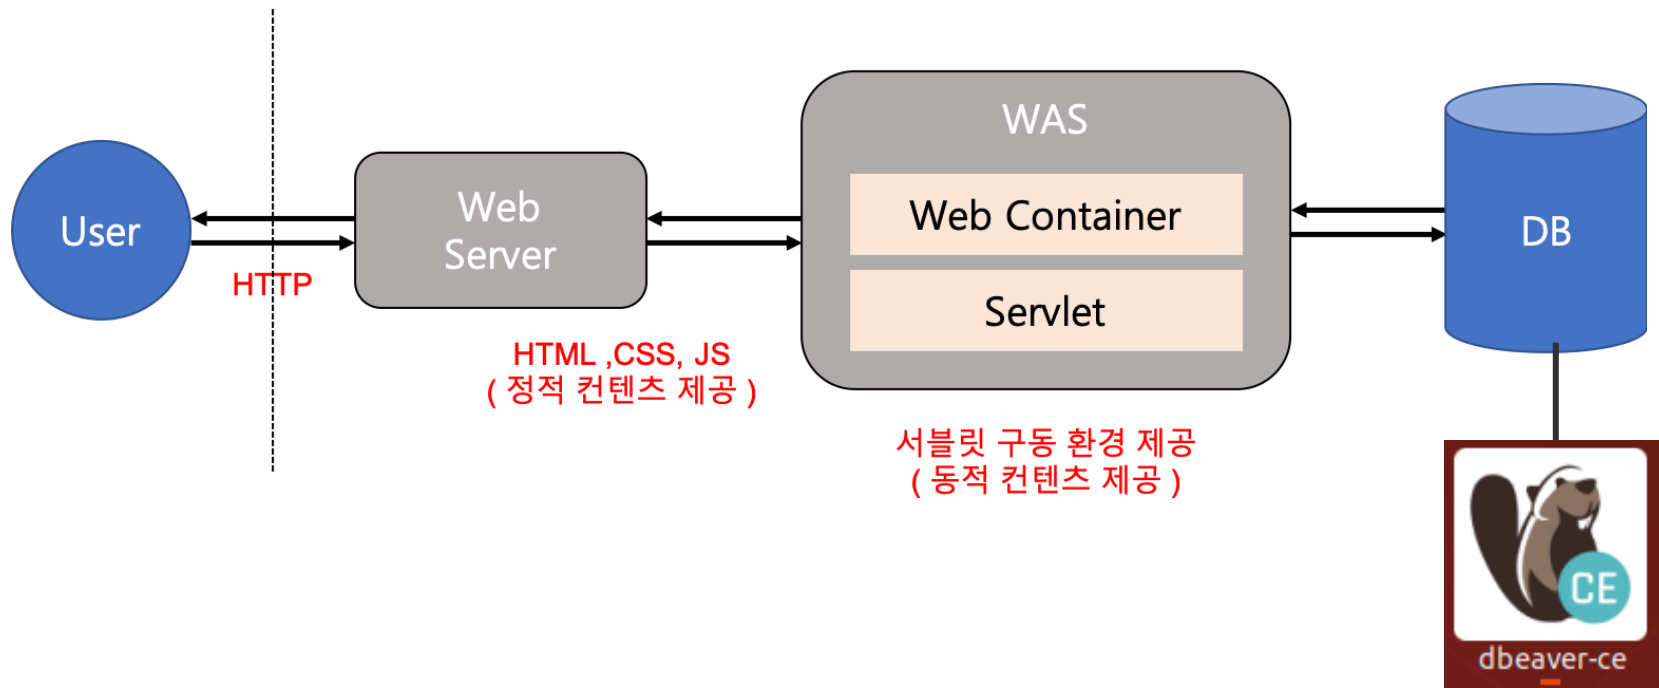 User
HTTP
Web
Server
HTML ,CSS, JS
( 정적 컨텐츠 제공 )
WAS
Web Container
Servlet
서블릿 구동 환경 제공
( 동적 컨텐츠 제공 )
DB
CE
dbeaver-ce